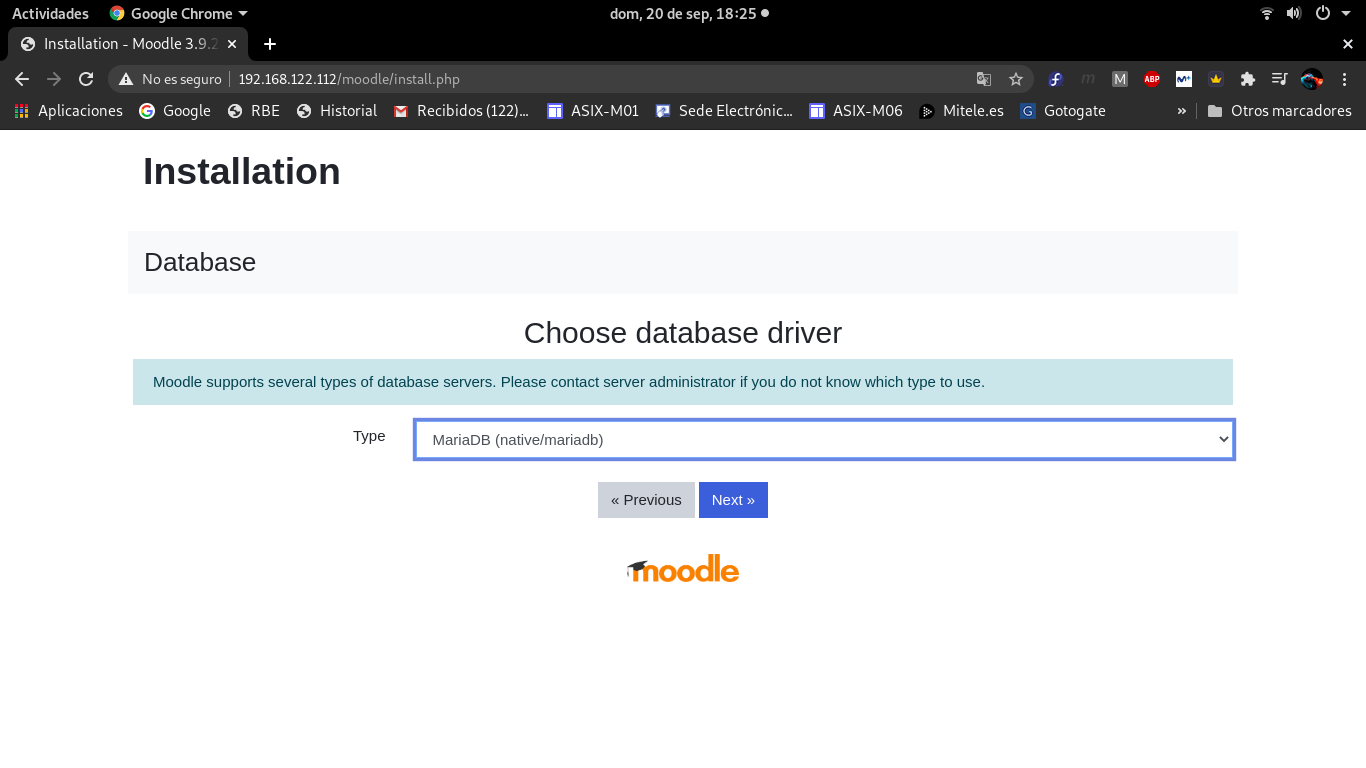 Actividades Google Chrome dom, 20 de sep, 18:25
Installation - Moodle 3.9.2
No es seguro 192.168.122.112/moodle/install.php M ABP
Aplicaciones Google RBE Historial Recibidos (122)... ASIX-M01 Sede Electrónic... ASIX-M06 Mitele.es Gotogate » Otros marcadores
Installation
Database
Choose database driver
Moodle supports several types of database servers. Please contact server administrator if you do not know which type to use.
Type MariaDB (native/mariadb)
« Previous Next »
moodle